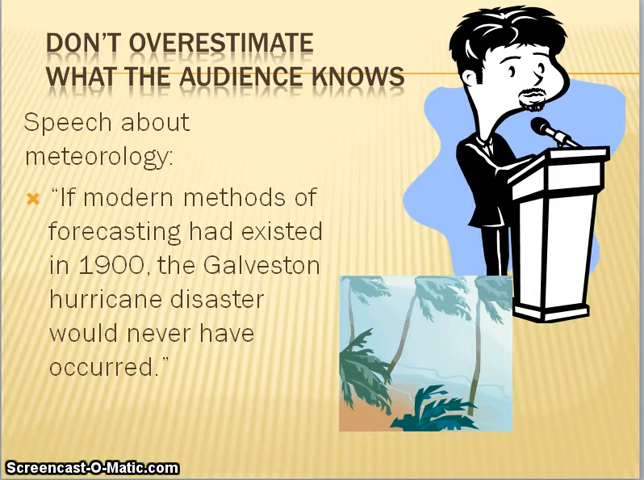 DON'T OVERESTIMATE
WHAT THE AUDIENCE KNOWS
Speech about
meteorology:
"If modern methods of
forecasting had existed
in 1900, the Galveston
hurricane disaster
would never have
occurred."
Screencast-O-Matic.com